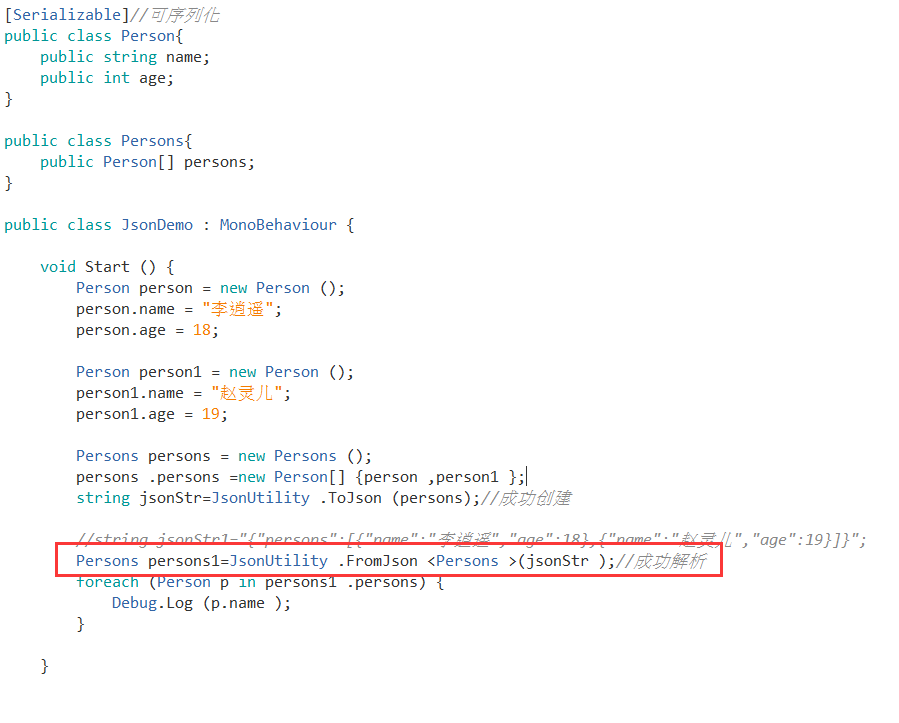 [Serializable]//可序列化
public class Person{
    public string name;
    public int age;
}

public class Persons{
    public Person[] persons;
}

public class JsonDemo : MonoBehaviour {

    void Start () {
        Person person = new Person ();
        person.name = "李逍遥";
        person.age = 18;

        Person person1 = new Person ();
        person1.name = "赵灵儿";
        person1.age = 19;

        Persons persons = new Persons ();
        persons .persons =new Person[] {person ,person1 };
        string jsonStr=JsonUtility .ToJson (persons);//成功创建

        //string jsonStr1="{"persons":[{"name":"李逍遥","age":18},{"name":"赵灵儿","age":19}]}";
        Persons persons1=JsonUtility .FromJson <Persons >(jsonStr );//成功解析
        foreach (Person p in persons1 .persons) {
            Debug.Log (p.name );
        }

    }